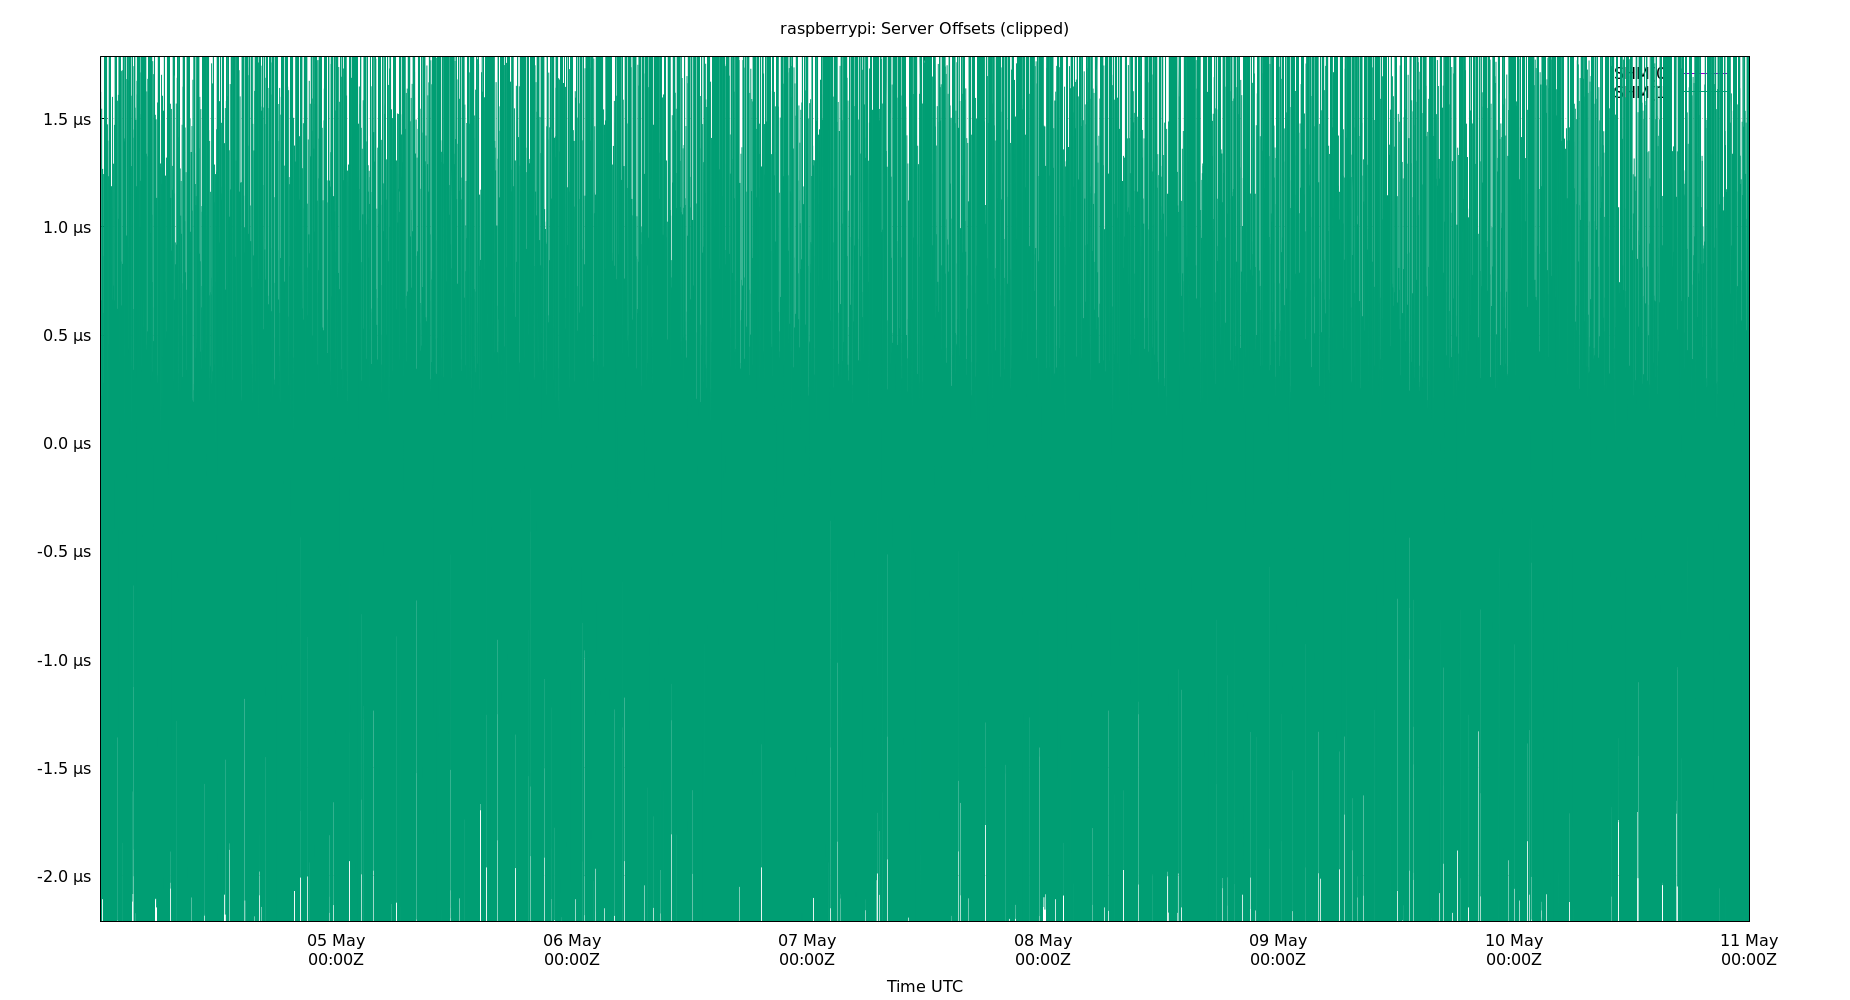 raspberrypi: Server Offsets (clipped)
1.5 µs
1.0 µs
0.5 µs
0.0 µs
-0.5 µs
-1.0 µs
-1.5 µs
-2.0 µs
05 May 06 May 07 May 08 May 09 May 10 May 11 May
00:00Z 00:00Z 00:00Z 00:00Z 00:00Z 00:00Z 00:00Z
Time UTC